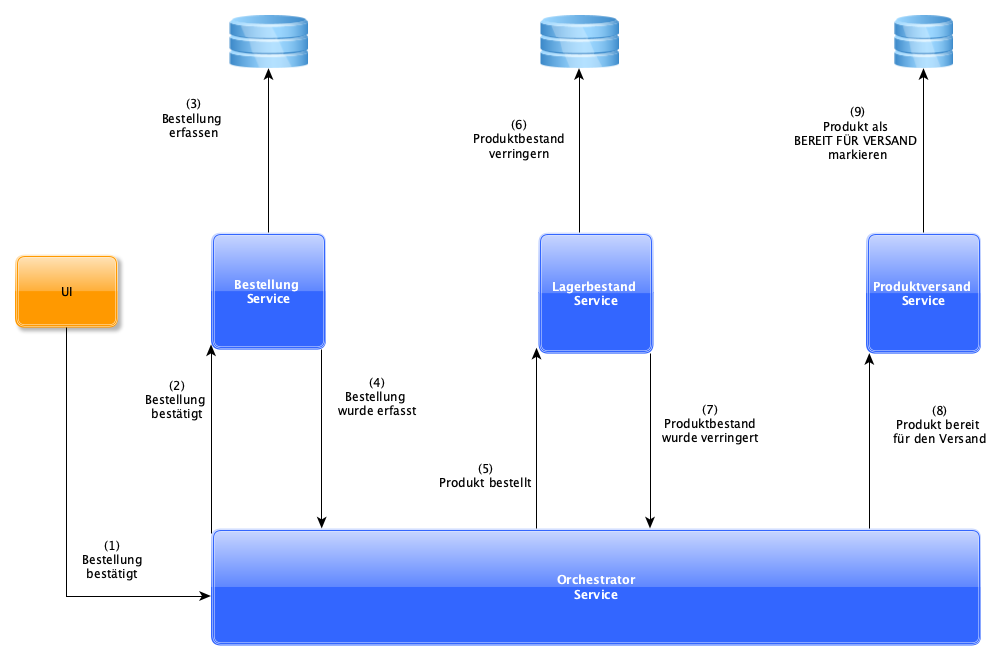 (3)
Bestellung
erfassen
(6)
Produktbestand
verringern
(9)
Produkt als
BEREIT FÜR VERSAND
markieren
UI
Bestellung
Service
Lagerbestand
Service
Produktversand
Service
(2)
Bestellung
bestätigt
(4)
Bestellung
wurde erfasst
(5)
Produkt bestellt
(7)
Produktbestand
wurde verringert
(8)
Produkt bereit
für den Versand
(1)
Bestellung
bestätigt
Orchestrator
Service